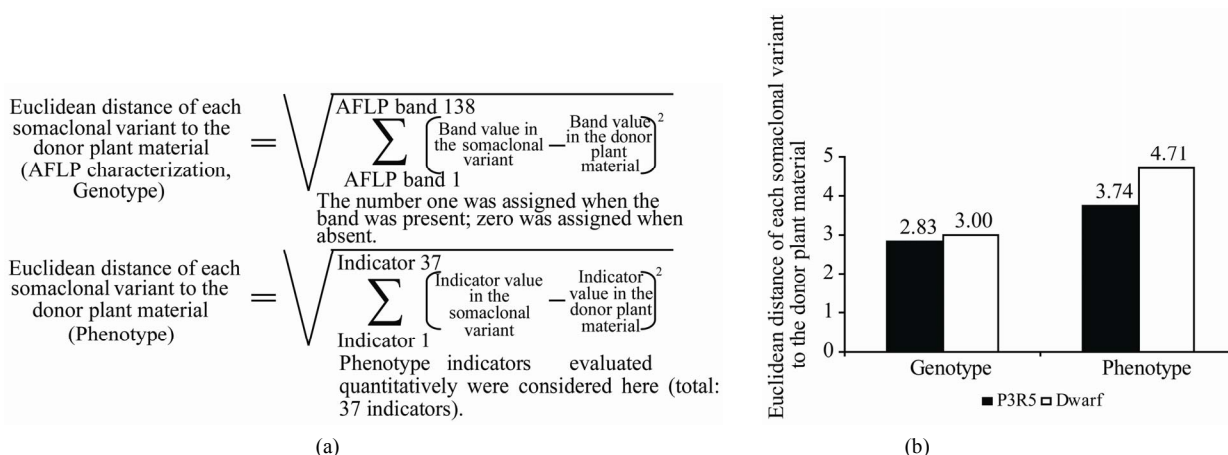 Euclidean distance of each
somaclonal variant to the
donor plant material
(AFLP characterization,
Genotype)
=
AFLP band 138
∑
AFLP band 1
Band value in
the somaclonal
variant
–
Band value
in the donor
plant
material
2
The number one was assigned when the
band was present; zero was assigned when
absent.
Euclidean distance of each
somaclonal variant to the
donor plant material
(Phenotype)
=
Indicator 37
∑
Indicator 1
Indicator value
in the
somaclonal
variant
–
Indicator
value in the
donor plant
material
2
Phenotype indicators evaluated
quantitatively were considered here (total:
37 indicators).
(a)
Euclidean distance of each somaclonal variant
to the donor plant material
5
4
3
2
1
0
2.83
3.00
3.74
4.71
Genotype
Phenotype
P3R5
Dwarf
(b)